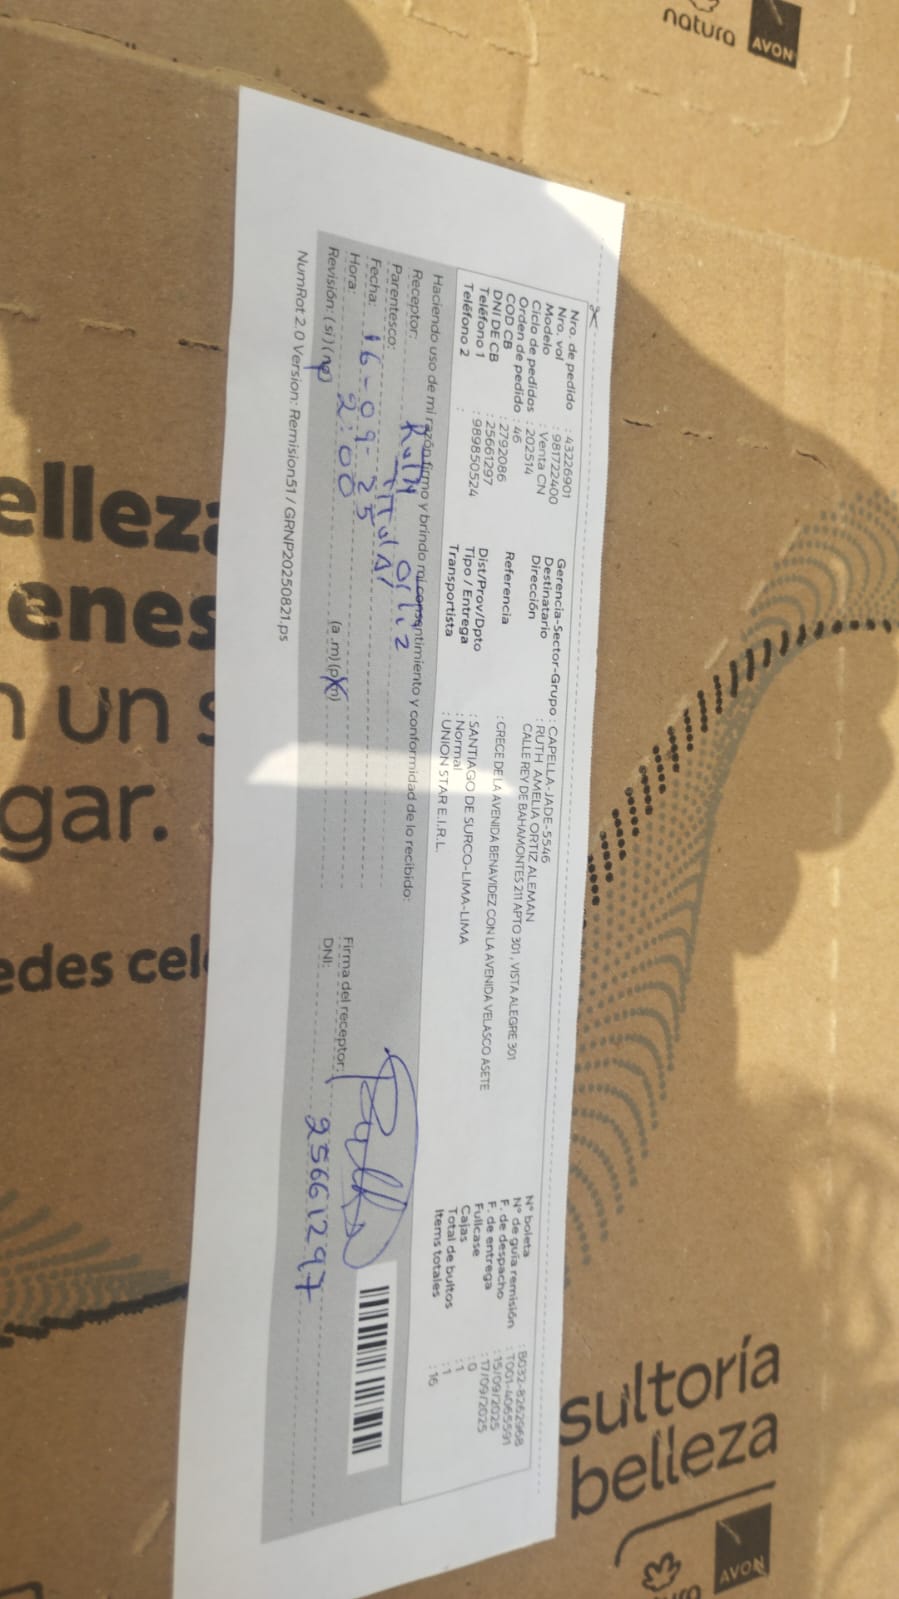 natura
AVON
Nro. de pedido : 43226901
Nro. vol : 981722400
Modelo : Venta CN
Ciclo de pedidos : 202514
Orden de pedido : 46
COD CB : 2792086
DNI DE CB : 25661297
Teléfono 1 : 989850524
Teléfono 2 :
Gerencia-Sector-Grupo : CAPELLA-JADE-5546
Destinatario : RUTH AMELIA ORTIZ ALEMAN
Dirección CALLE REY DE BAHAMONTES 211 APTO 301 , VISTA ALEGRE 301
Referencia : CRECE DE LA AVENIDA BENAVIDEZ CON LA AVENIDA VELASCO ASETE
Dist/Prov/Dpto : SANTIAGO DE SURCO-LIMA-LIMA
Tipo / Entrega : Normal
Transportista : UNION STAR E.I.R.L.
N° boleta : B032-8262968
N° de guía remisión : T001-4065591
F. de despacho : 15/09/2025
F. de entrega : 17/09/2025
Fullcase : 0
Cajas : 1
Total de bultos : 1
Items totales : 16
Haciendo uso de mi razón firmo y brindo mi consentimiento y conformidad de lo recibido:
Receptor: Ortiz
Parentesco:
Fecha: 16-09-25
Hora: 2:00 (a .m) (p.m)
Revisión: ( si ) (no)
Firma del receptor:
DNI: 25661297
NumRot 2.0 Version: Remision51 / GRNP20250821.ps
elleza
enes
un s
gar.
edes cel
sultoría
belleza
AVON